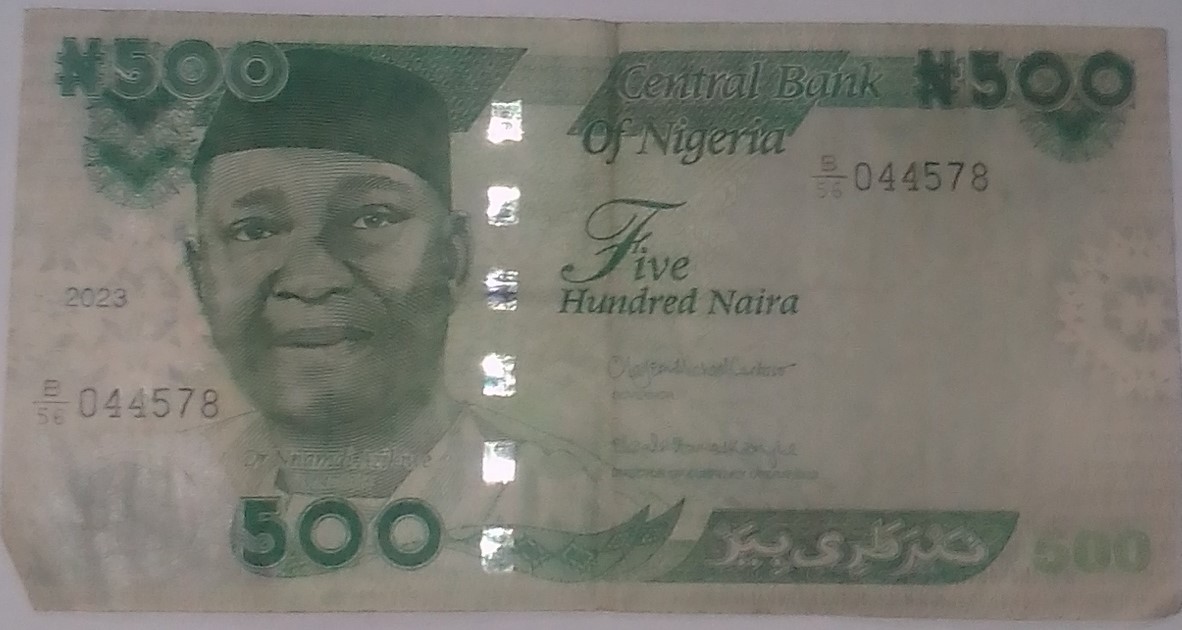 ₦500
Central Bank
Of Nigeria
₦500
B/56 044578
Five
Hundred Naira
2023
B/56 044578
500
500